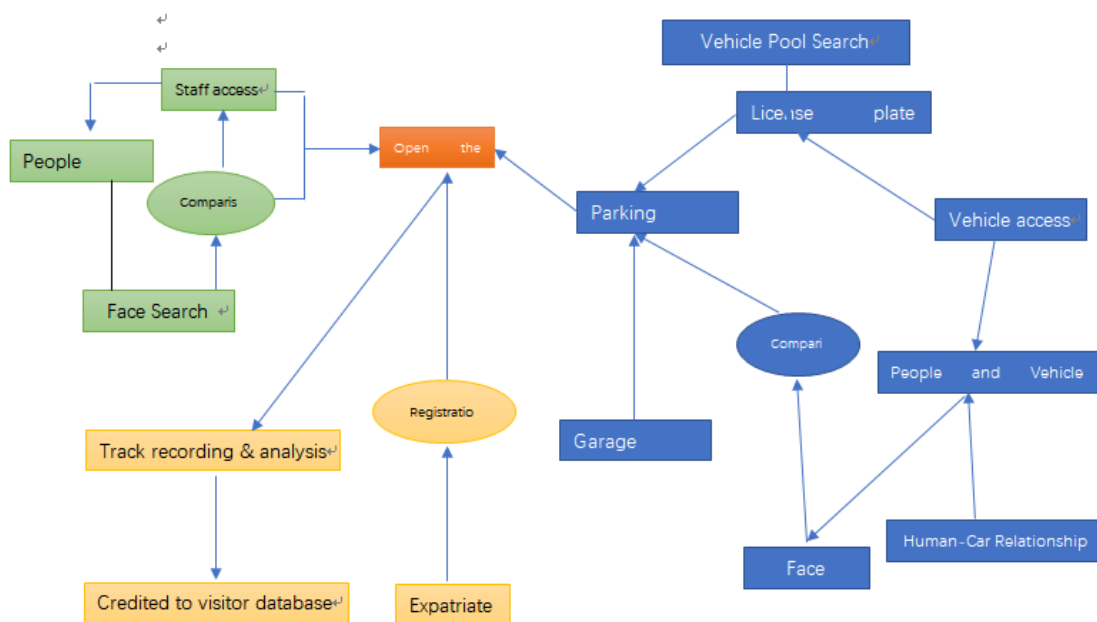 Vehicle Pool Search
Staff access
License plate
Open the
People
Comparis
Parking
Vehicle access
Face Search
Compari
People and Vehicle
Registratio
Garage
Track recording & analysis
Human-Car Relationship
Face
Credited to visitor database
Expatriate